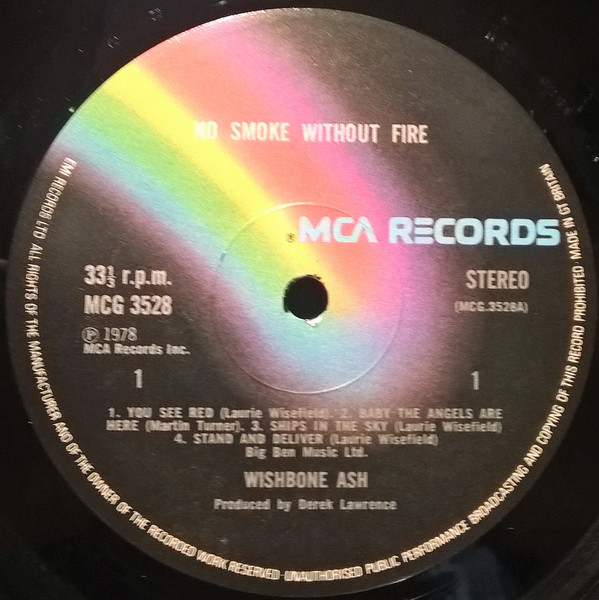 NO SMOKE WITHOUT FIRE
®MCA RECORDS
33⅓ r.p.m.
MCG 3528
STEREO
(MCG.3528A)
Ⓟ 1978
MCA Records Inc.
1
1
1. YOU SEE RED (Laurie Wisefield). 2. BABY THE ANGELS ARE
HERE (Martin Turner). 3. SHIPS IN THE SKY (Laurie Wisefield)
4. STAND AND DELIVER (Laurie Wisefield)
Big Ben Music Ltd.
WISHBONE ASH
Produced by Derek Lawrence
EMI RECORDS LTD ALL RIGHTS OF THE MANUFACTURER AND OF THE OWNER OF THE RECORDED WORK RESERVED·UNAUTHORISED PUBLIC PERFORMANCE BROADCASTING AND COPYING OF THIS RECORD PROHIBITED MADE IN GT BRITAIN